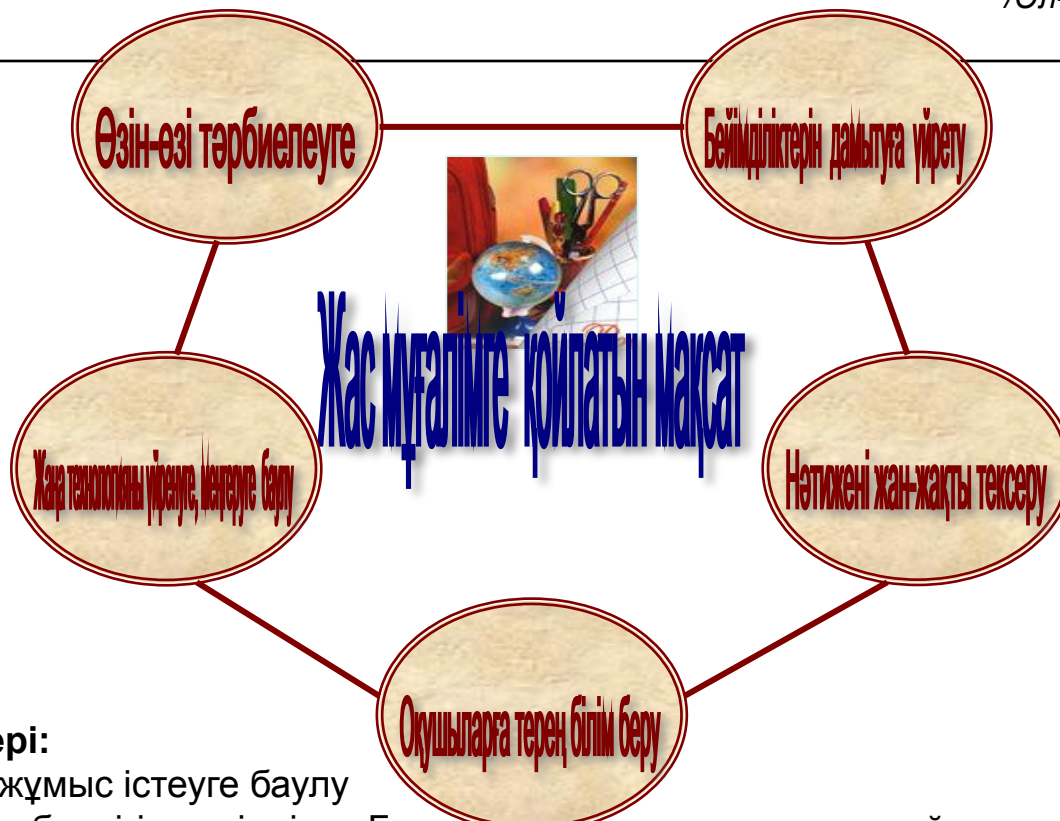 Өзін-өзі тәрбиелеуге
Бейімділіктерін дамытуға үйрету
Жас мұғалімге қойлатын мақсат
Жаңа технологияны үйренуге, меңгеруге баулу
Нәтижені жан-жақты тексеру
Оқушыларға терең білім беру
ері:
жұмыс істеуге баулу